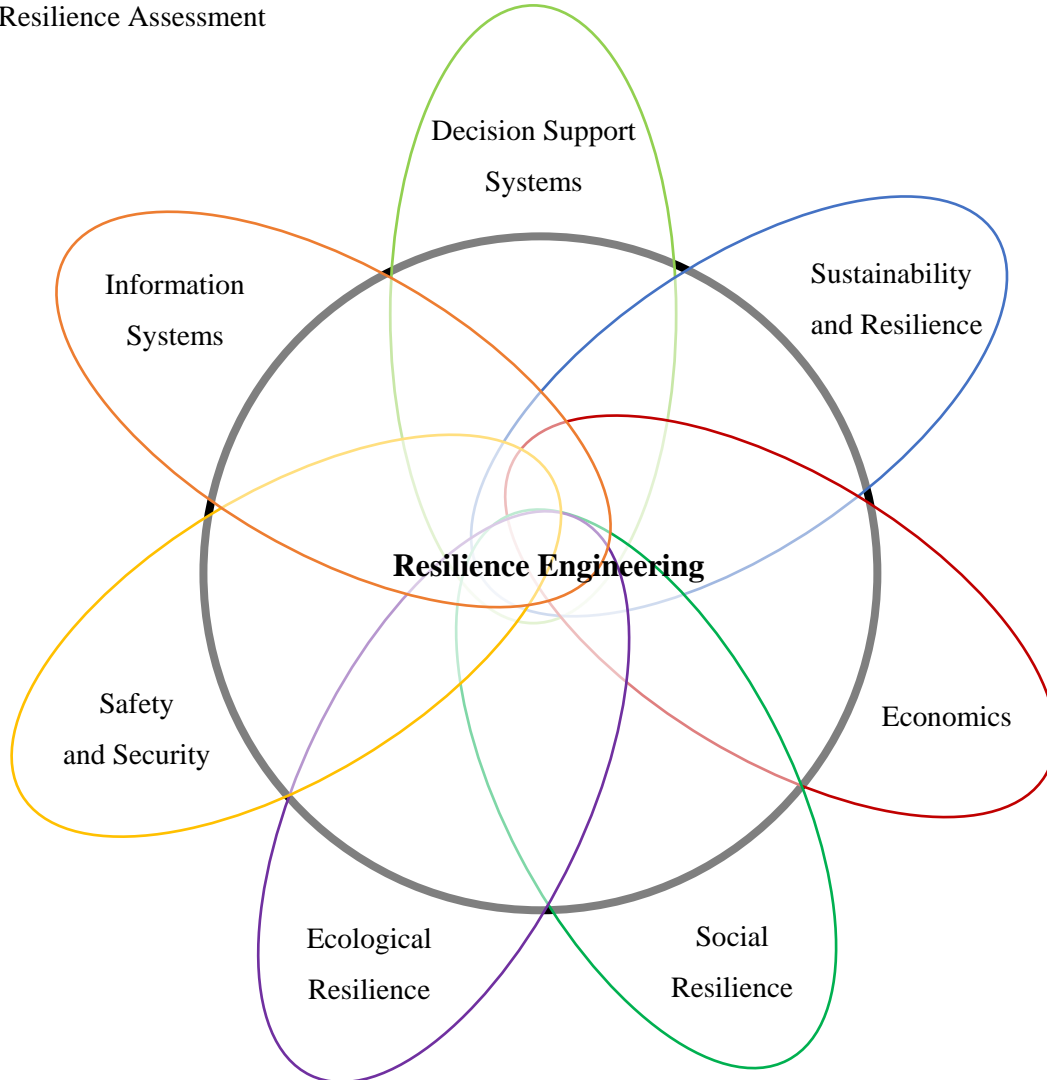 Resilience Assessment
Decision Support
Systems
Sustainability
and Resilience
Information
Systems
Resilience Engineering
Safety
and Security
Economics
Ecological
Resilience
Social
Resilience